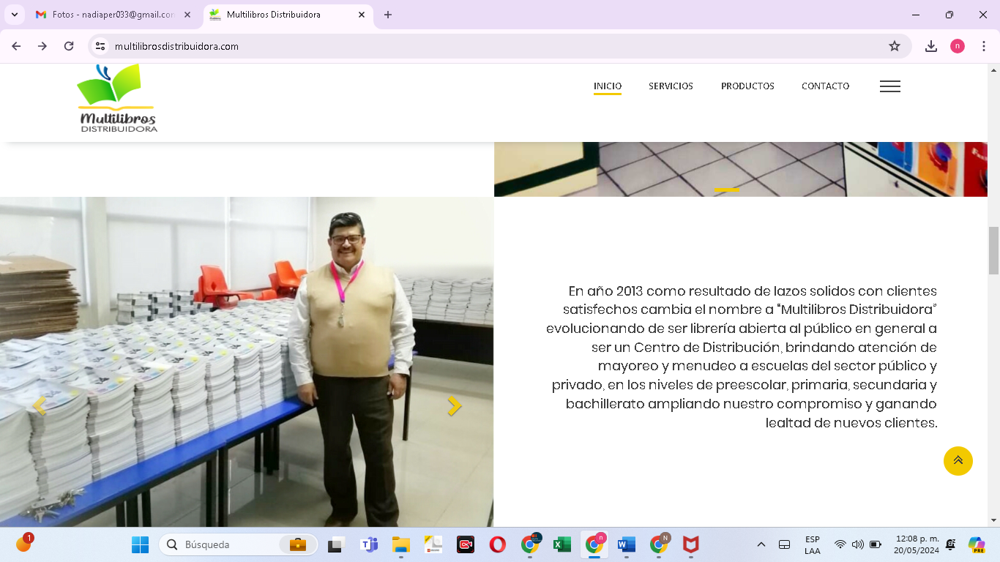 Fotos - nadiaper033@gmail.con
Multilibros Distribuidora
multilibrosdistribuidora.com
Multilibros
DISTRIBUIDORA
INICIO
SERVICIOS
PRODUCTOS
CONTACTO
En año 2013 como resultado de lazos solidos con clientes
satisfechos cambia el nombre a “Multilibros Distribuidora”
evolucionando de ser librería abierta al público en general a
ser un Centro de Distribución, brindando atención de
mayoreo y menudeo a escuelas del sector público y
privado, en los niveles de preescolar, primaria, secundaria y
bachillerato ampliando nuestro compromiso y ganando
lealtad de nuevos clientes.
1
Búsqueda
ESP
LAA
12:08 p. m.
20/05/2024
PRE